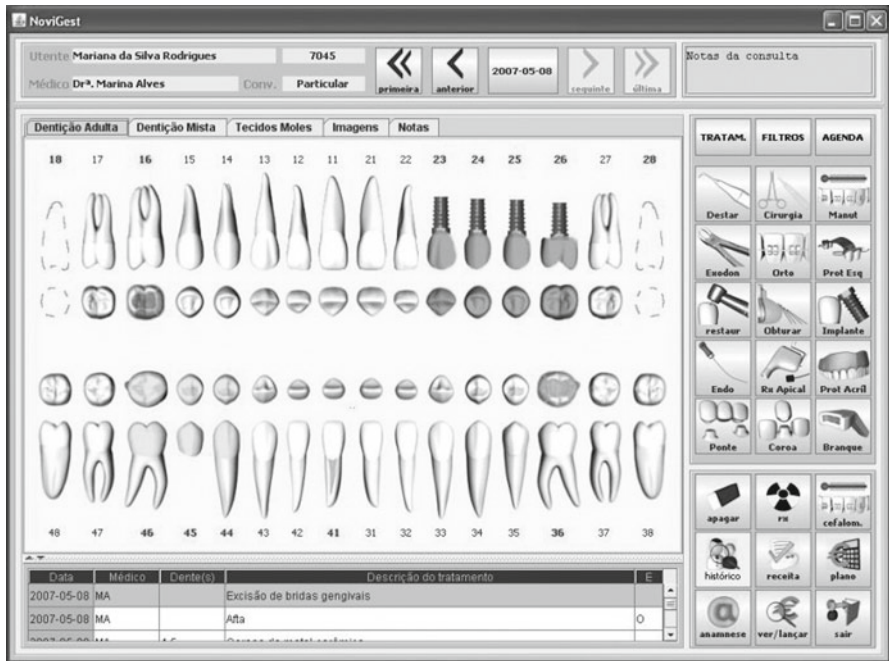 NoviGest
Utente Mariana da Silva Rodrigues 7045
Médico Drª. Marina Alves Conv. Particular
primeira anterior 2007-05-08 seguinte última
Notas da consulta
Dentição Adulta Dentição Mista Tecidos Moles Imagens Notas
18 17 16 15 14 13 12 11 21 22 23 24 25 26 27 28
48 47 46 45 44 43 42 41 31 32 33 34 35 36 37 38
Data Médico Dente(s) Descrição do tratamento E
2007-05-08 MA Excisão de bridas gengivais
2007-05-08 MA Afta O
TRATAM. FILTROS AGENDA
Destar Cirurgia Manut
Exodon Orto Prot Esq
restaur Obturar Implante
Endo Rx Apical Prot Acríl
Ponte Coroa Branque
apagar rx cefalom.
histórico receita plano
anamnese ver/lançar sair